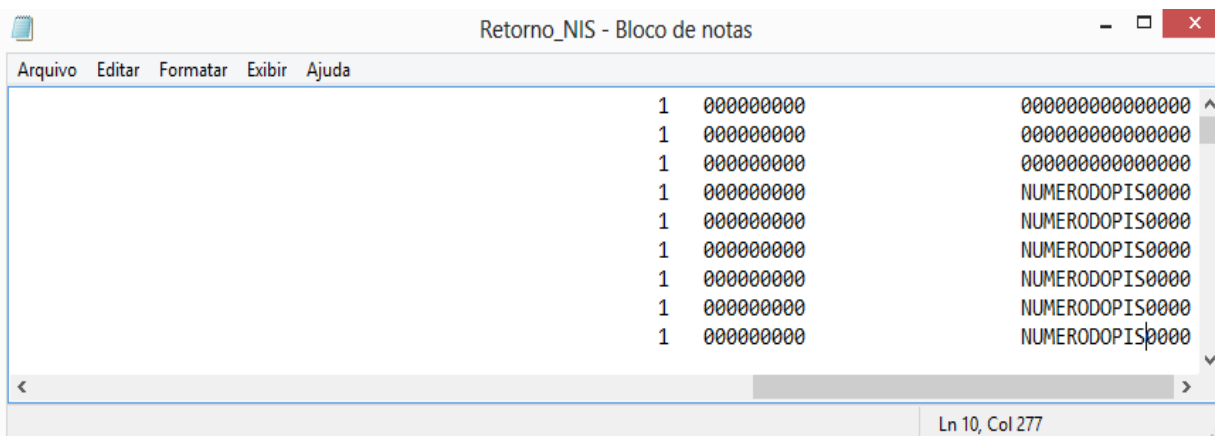 Retorno_NIS - Bloco de notas
Arquivo Editar Formatar Exibir Ajuda
1 000000000 000000000000000
1 000000000 000000000000000
1 000000000 000000000000000
1 000000000 NUMERODOPIS0000
1 000000000 NUMERODOPIS0000
1 000000000 NUMERODOPIS0000
1 000000000 NUMERODOPIS0000
1 000000000 NUMERODOPIS0000
1 000000000 NUMERODOPIS0000
Ln 10, Col 277